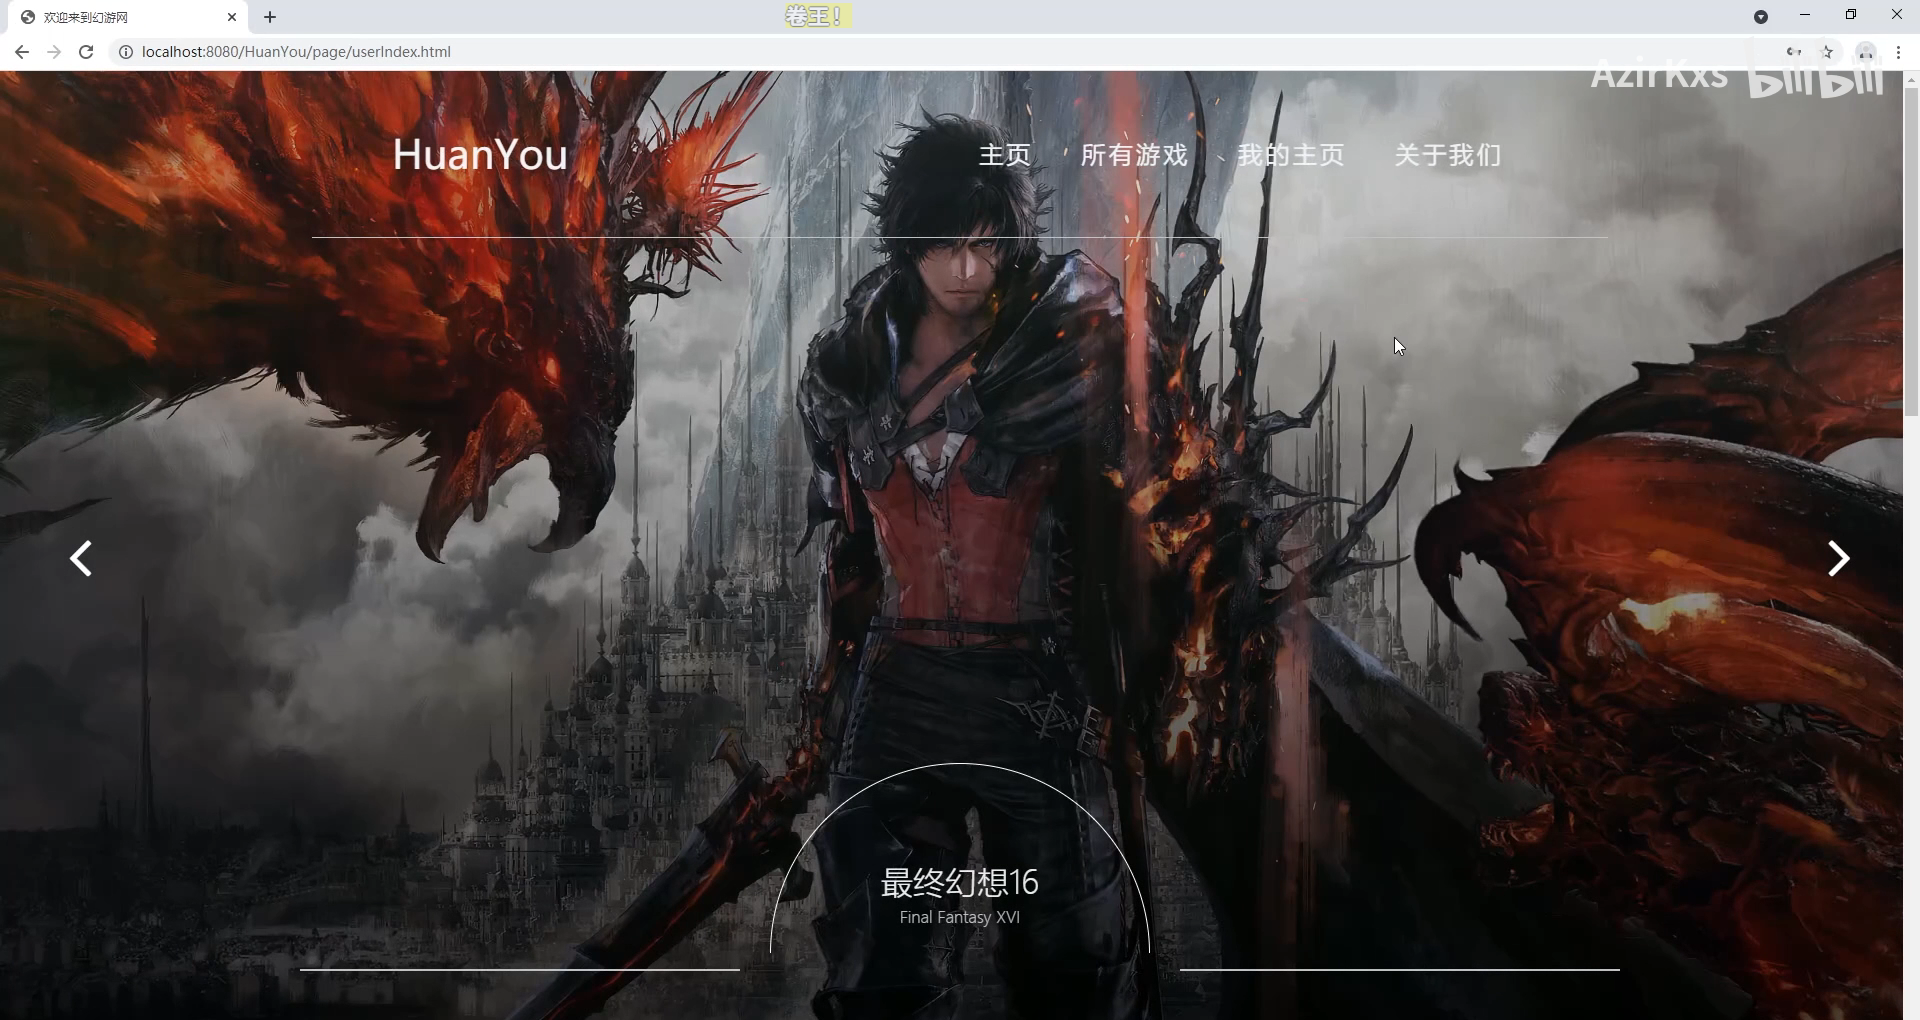 欢迎来到幻游网
卷王！
localhost:8080/HuanYou/page/userIndex.html
AzirKxs bilibili
HuanYou
主页 所有游戏 我的主页 关于我们
最终幻想16
Final Fantasy XVI